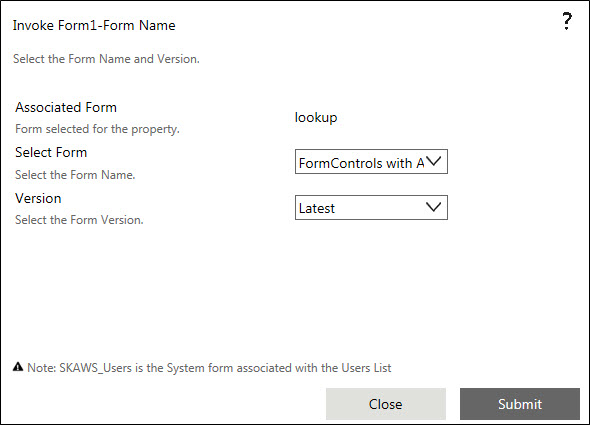 Invoke Form1-Form Name
?
Select the Form Name and Version.
Associated Form
lookup
Form selected for the property.
Select Form
FormControls with A
Select the Form Name.
Version
Latest
Select the Form Version.
Note: SKAWS_Users is the System form associated with the Users List
Close
Submit